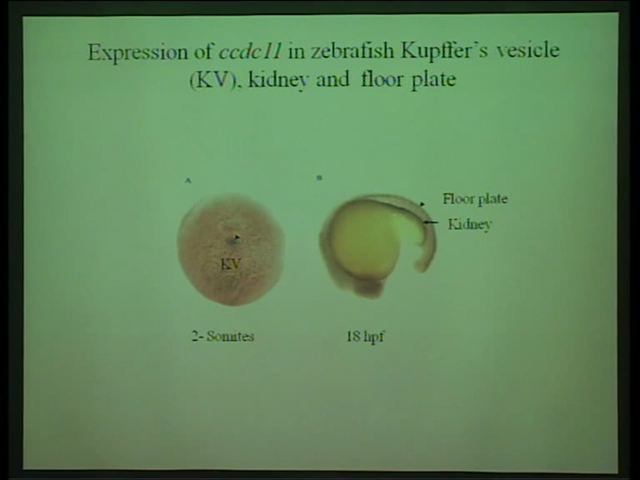 Expression of ccdc11 in zebrafish Kupffer's vesicle
(KV), kidney and floor plate
A
B
Floor plate
Kidney
KV
2- Somites
18 hpf